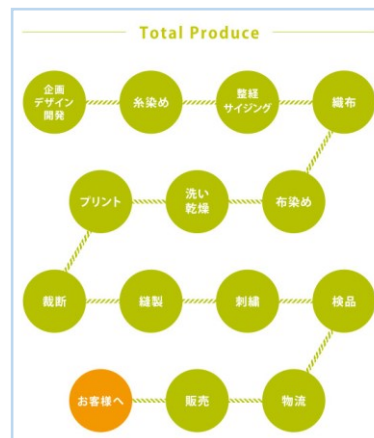 Total Produce
企画
デザイン
開発
糸染め
整経
サイジング
織布
布染め
洗い
乾燥
プリント
裁断
縫製
刺繍
検品
物流
販売
お客様へ